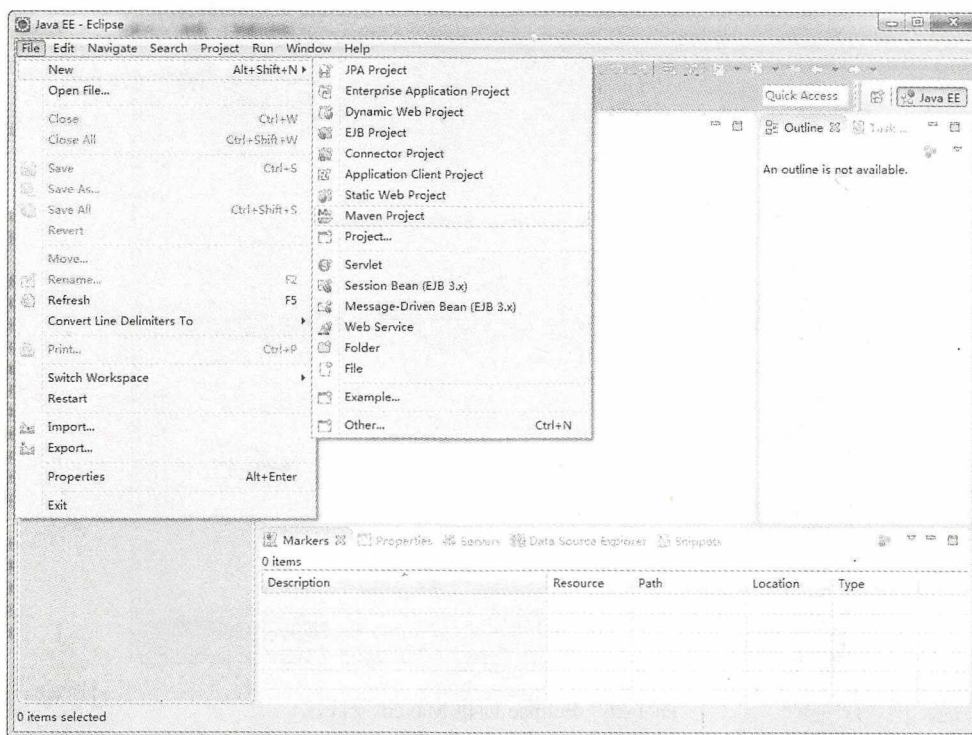 Java EE - Eclipse
File Edit Navigate Search Project Run Window Help
New Alt+Shift+N
Open File...
Close Ctrl+W
Close All Ctrl+Shift+W
Save Ctrl+S
Save As...
Save All Ctrl+Shift+S
Revert
Move...
Rename... F2
Refresh F5
Convert Line Delimiters To
Print... Ctrl+P
Switch Workspace
Restart
Import...
Export...
Properties Alt+Enter
Exit
JPA Project
Enterprise Application Project
Dynamic Web Project
EJB Project
Connector Project
Application Client Project
Static Web Project
Maven Project
Project...
Servlet
Session Bean (EJB 3.x)
Message-Driven Bean (EJB 3.x)
Web Service
Folder
File
Example...
Other... Ctrl+N
Quick Access
Java EE
Outline Task...
An outline is not available.
Markers Properties Servers Data Source Explorer Snippets
0 items
Description Resource Path Location Type
0 items selected